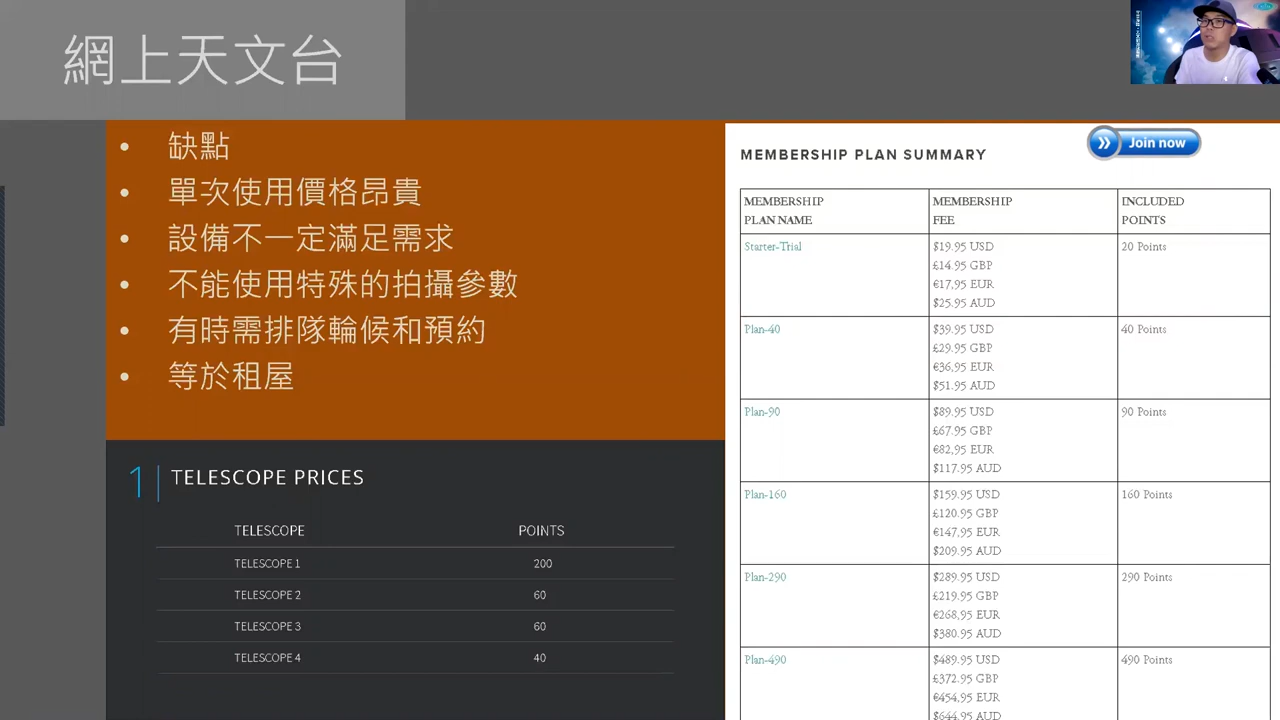 網上天文台
缺點
單次使用價格昂貴
設備不一定滿足需求
不能使用特殊的拍攝參數
有時需排隊輪候和預約
等於租屋
1 TELESCOPE PRICES
TELESCOPE POINTS
TELESCOPE 1 200
TELESCOPE 2 60
TELESCOPE 3 60
TELESCOPE 4 40
MEMBERSHIP PLAN SUMMARY
Join now
MEMBERSHIP PLAN NAME
MEMBERSHIP FEE
INCLUDED POINTS
Starter-Trial $19.95 USD 20 Points
£14.95 GBP
€17,95 EUR
$25.95 AUD
Plan-40 $39.95 USD 40 Points
£29.95 GBP
€36,95 EUR
$51.95 AUD
Plan-90 $89.95 USD 90 Points
£67.95 GBP
€82,95 EUR
$117.95 AUD
Plan-160 $159.95 USD 160 Points
£120.95 GBP
€147,95 EUR
$209.95 AUD
Plan-290 $289.95 USD 290 Points
£219.95 GBP
€268,95 EUR
$380.95 AUD
Plan-490 $489.95 USD 490 Points
£372.95 GBP
€454,95 EUR
$644.95 AUD